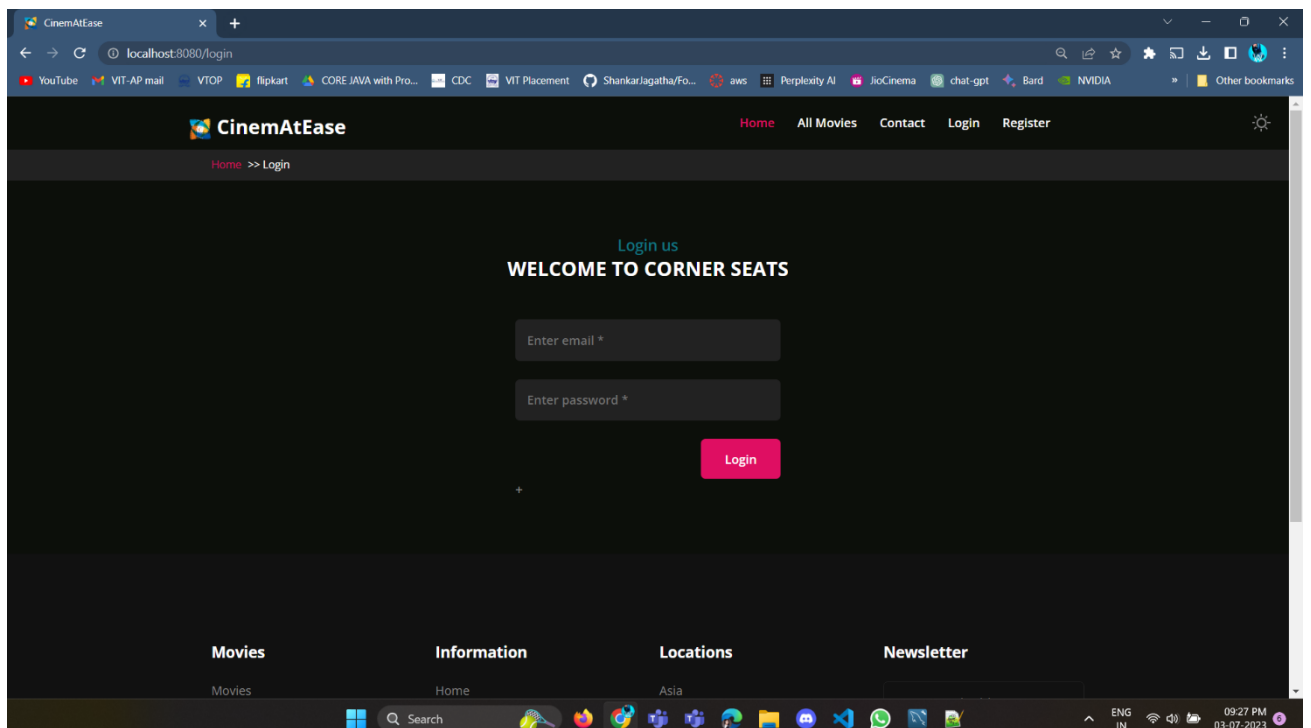 CinemAtEase
localhost:8080/login
YouTube VIT-AP mail VTOP flipkart CORE JAVA with Pro... CDC VIT Placement ShankarJagatha/Fo... aws Perplexity AI JioCinema chat-gpt Bard NVIDIA » Other bookmarks
CinemAtEase Home All Movies Contact Login Register
Home >> Login
Login us
WELCOME TO CORNER SEATS
Enter email *
Enter password *
Login
+
Movies Information Locations Newsletter
Movies Home Asia
Search ENG 09:27 PM
IN 03-07-2023 6